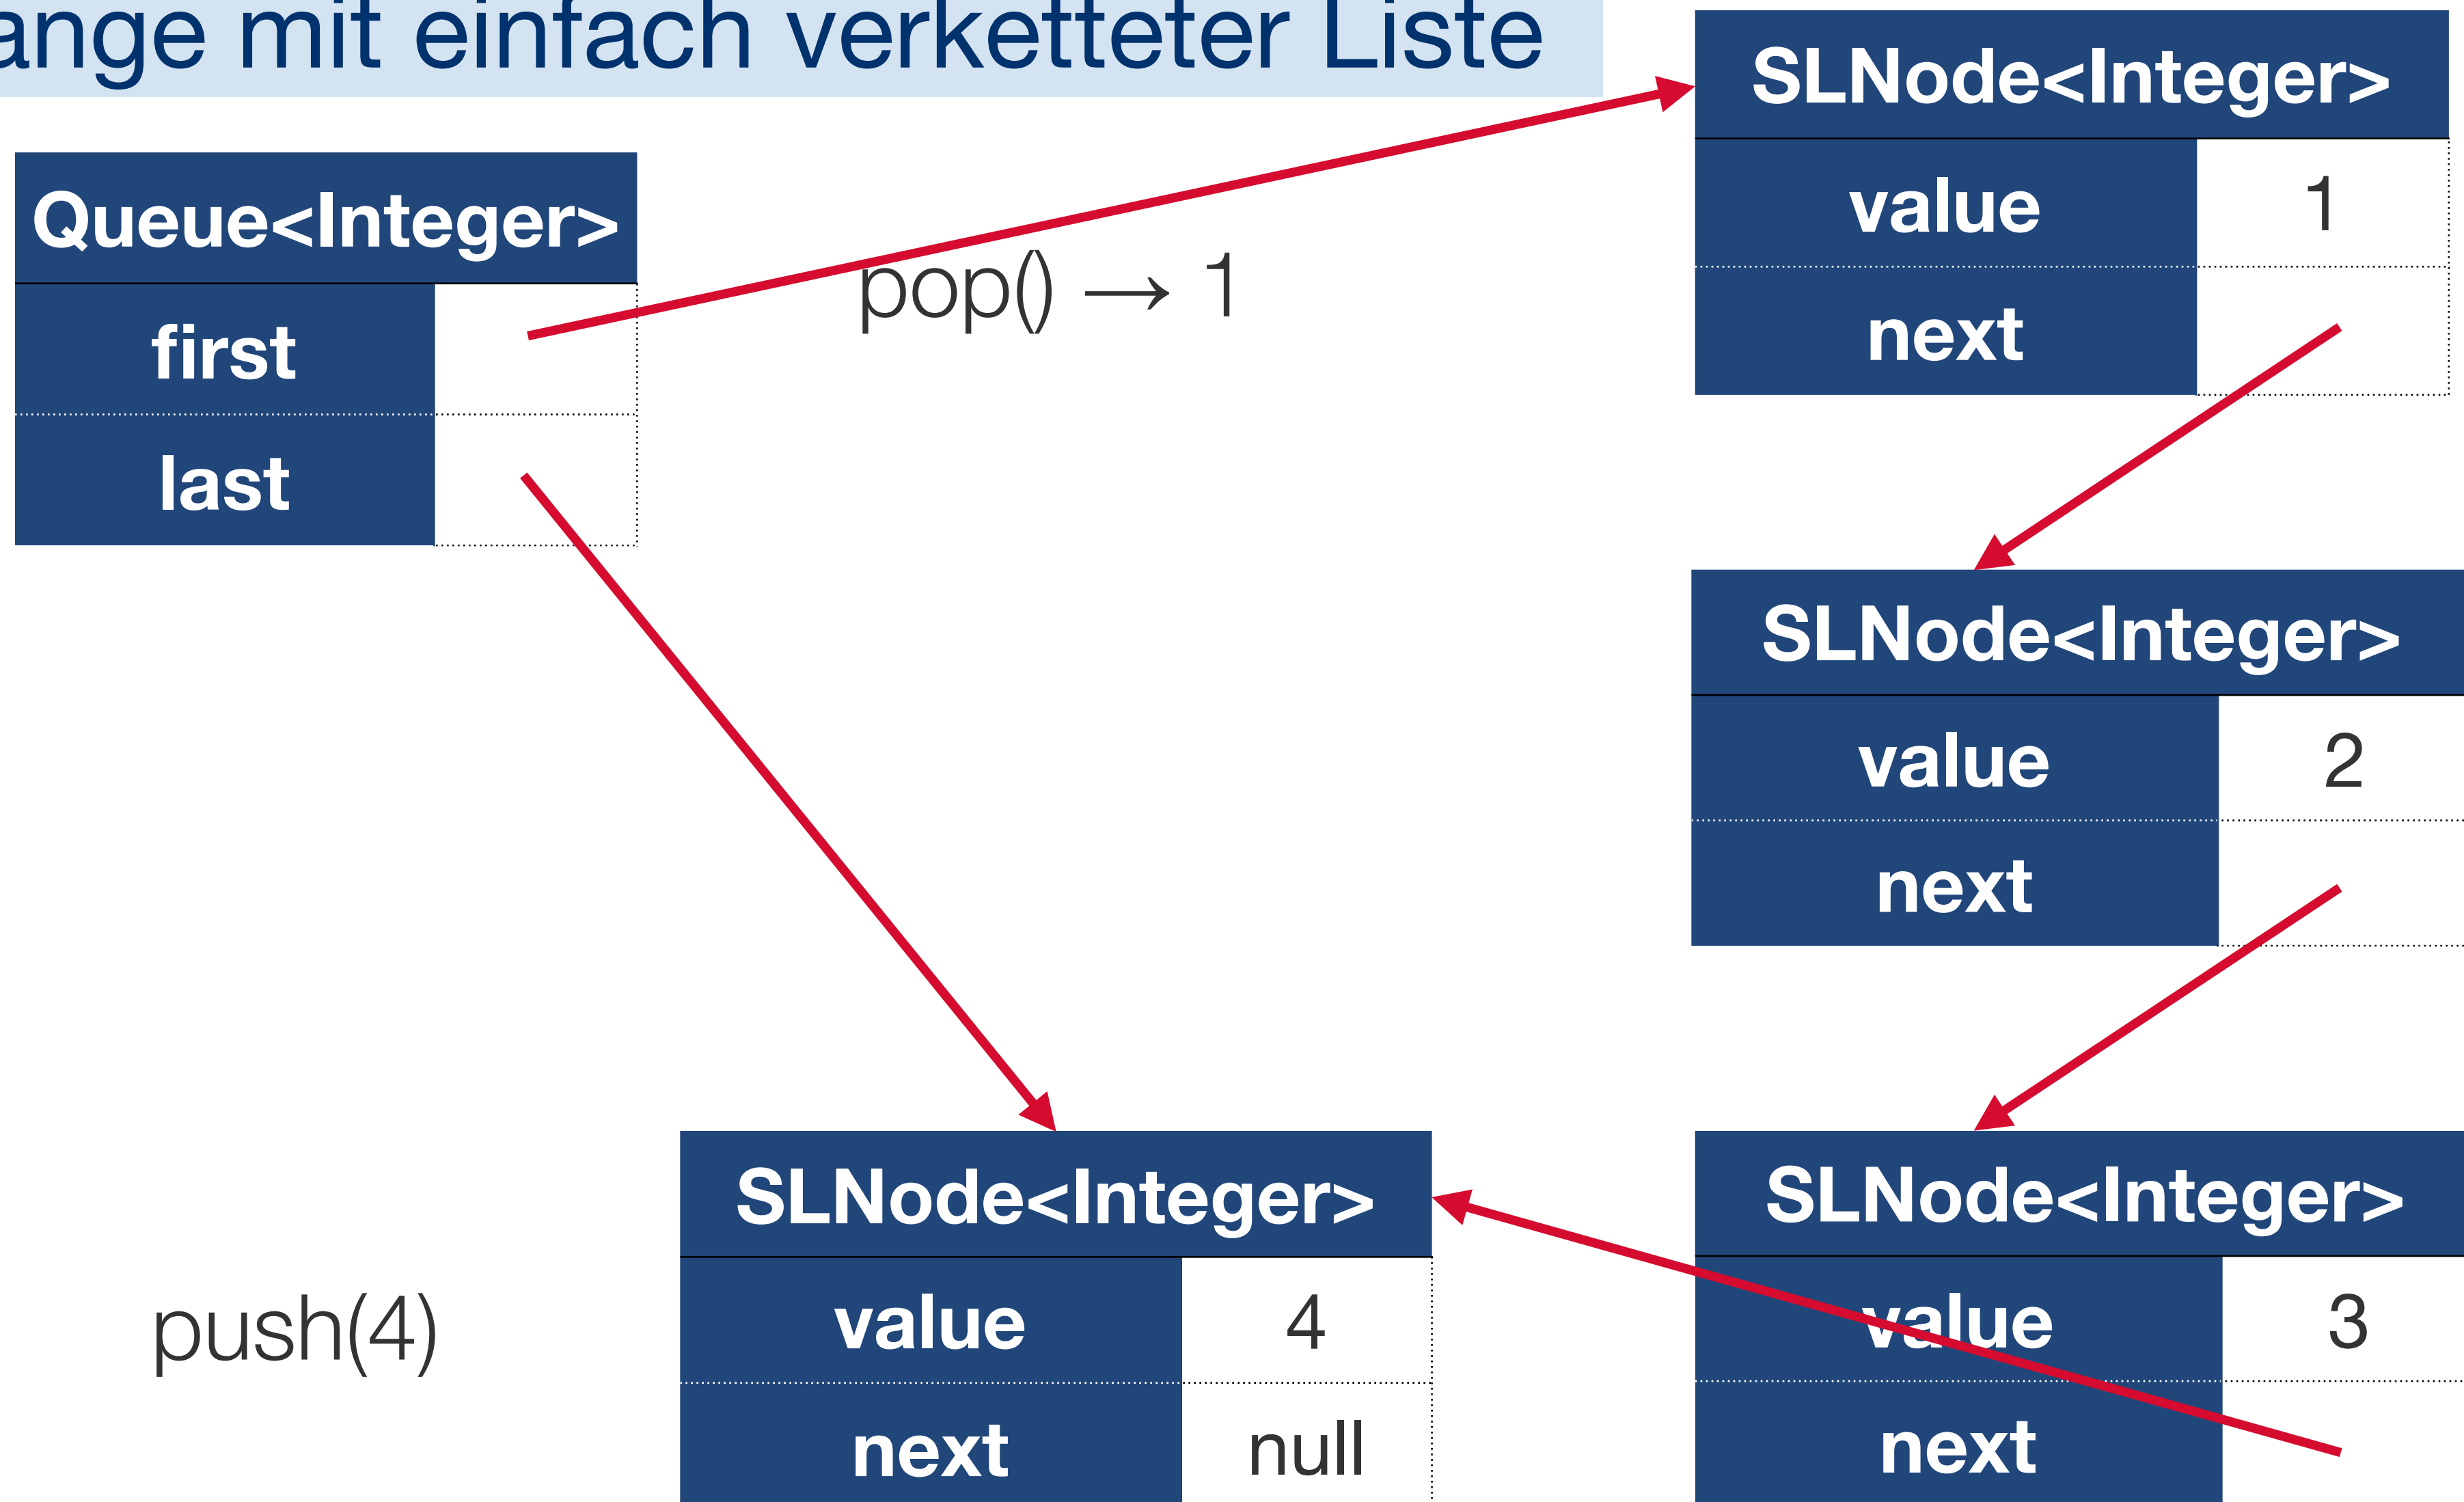 ange mit einfach verketteter Liste
Queue<Integer>
first
last
pop() → 1
SLNode<Integer>
value 1
next
SLNode<Integer>
value 2
next
SLNode<Integer>
value 3
next
SLNode<Integer>
value 4
next null
push(4)